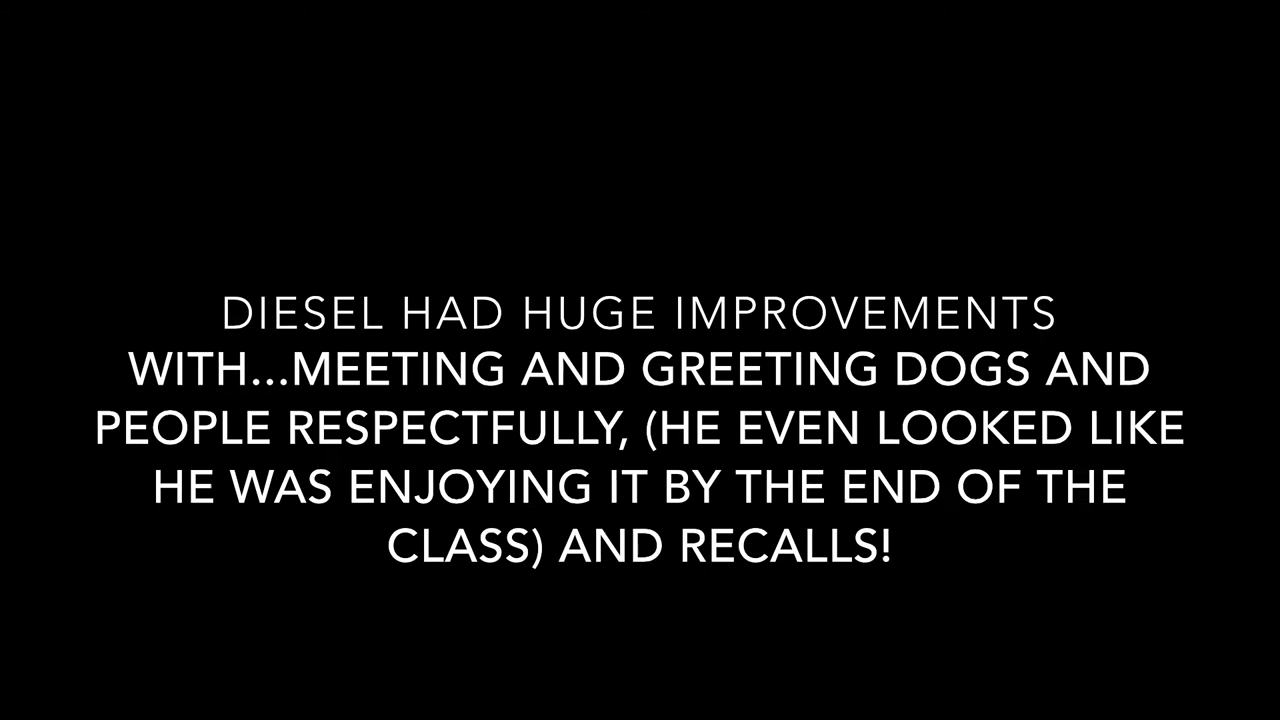 DIESEL HAD HUGE IMPROVEMENTS
WITH...MEETING AND GREETING DOGS AND
PEOPLE RESPECTFULLY, (HE EVEN LOOKED LIKE
HE WAS ENJOYING IT BY THE END OF THE
CLASS) AND RECALLS!